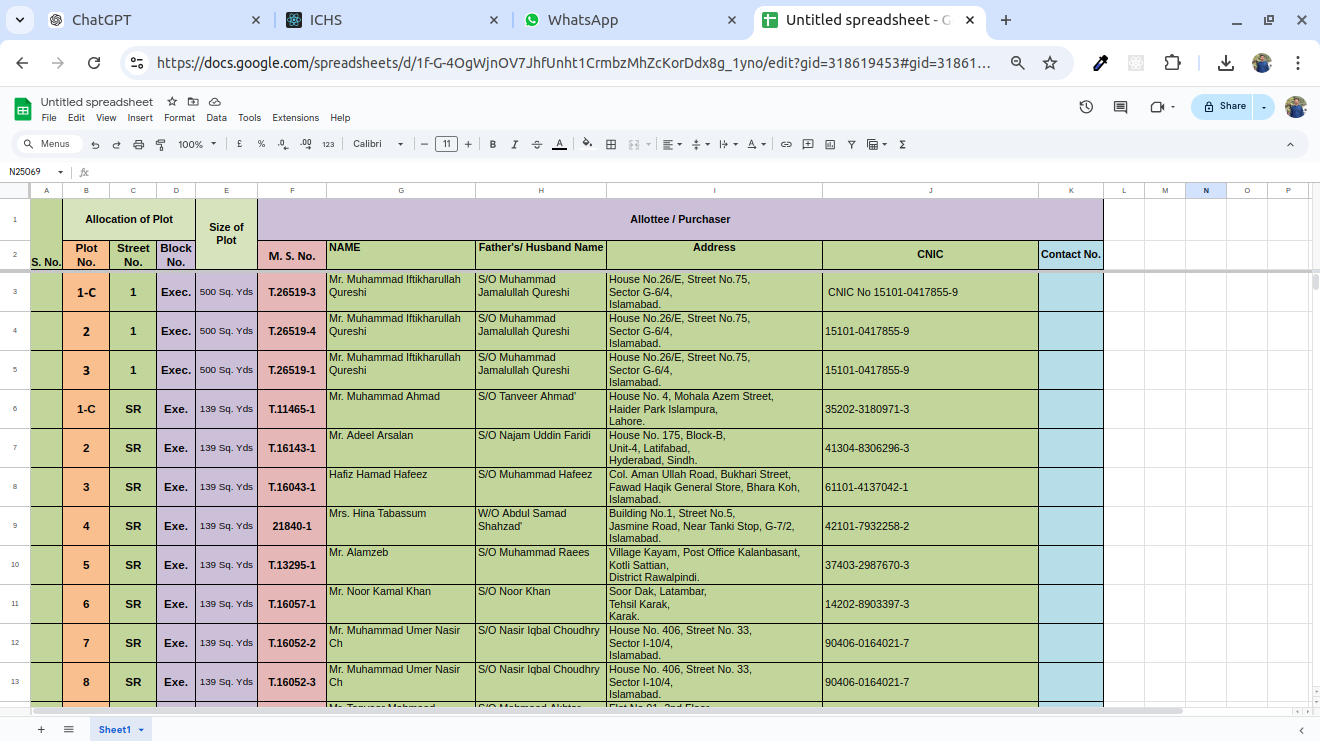 ChatGPT
ICHS
WhatsApp
Untitled spreadsheet - G
https://docs.google.com/spreadsheets/d/1f-G-4OgWjnOV7JhfUnht1CrmbzMhZcKorDdx8g_1yno/edit?gid=318619453#gid=31861...
Untitled spreadsheet
File Edit View Insert Format Data Tools Extensions Help
Share
Menus 100% £ % .0 .00 123 Calibri 11 B I A
N25069 fx
A B C D E F G H I J K L M N O P
1 Allocation of Plot Size of Plot Allottee / Purchaser
2 S. No. Plot No. Street No. Block No. M. S. No. NAME Father's/ Husband Name Address CNIC Contact No.
3 1-C 1 Exec. 500 Sq. Yds T.26519-3 Mr. Muhammad Iftikharullah Qureshi S/O Muhammad Jamalullah Qureshi House No.26/E, Street No.75, Sector G-6/4, Islamabad. CNIC No 15101-0417855-9
4 2 1 Exec. 500 Sq. Yds T.26519-4 Mr. Muhammad Iftikharullah Qureshi S/O Muhammad Jamalullah Qureshi House No.26/E, Street No.75, Sector G-6/4, Islamabad. 15101-0417855-9
5 3 1 Exec. 500 Sq. Yds T.26519-1 Mr. Muhammad Iftikharullah Qureshi S/O Muhammad Jamalullah Qureshi House No.26/E, Street No.75, Sector G-6/4, Islamabad. 15101-0417855-9
6 1-C SR Exe. 139 Sq. Yds T.11465-1 Mr. Muhammad Ahmad S/O Tanveer Ahmad' House No. 4, Mohala Azem Street, Haider Park Islampura, Lahore. 35202-3180971-3
7 2 SR Exe. 139 Sq. Yds T.16143-1 Mr. Adeel Arsalan S/O Najam Uddin Faridi House No. 175, Block-B, Unit-4, Latifabad, Hyderabad, Sindh. 41304-8306296-3
8 3 SR Exe. 139 Sq. Yds T.16043-1 Hafiz Hamad Hafeez S/O Muhammad Hafeez Col. Aman Ullah Road, Bukhari Street, Fawad Haqik General Store, Bhara Koh, Islamabad. 61101-4137042-1
9 4 SR Exe. 139 Sq. Yds 21840-1 Mrs. Hina Tabassum W/O Abdul Samad Shahzad' Building No.1, Street No.5, Jasmine Road, Near Tanki Stop, G-7/2, Islamabad. 42101-7932258-2
10 5 SR Exe. 139 Sq. Yds T.13295-1 Mr. Alamzeb S/O Muhammad Raees Village Kayam, Post Office Kalanbasant, Kotli Sattian, District Rawalpindi. 37403-2987670-3
11 6 SR Exe. 139 Sq. Yds T.16057-1 Mr. Noor Kamal Khan S/O Noor Khan Soor Dak, Latambar, Tehsil Karak, Karak. 14202-8903397-3
12 7 SR Exe. 139 Sq. Yds T.16052-2 Mr. Muhammad Umer Nasir Ch S/O Nasir Iqbal Choudhry House No. 406, Street No. 33, Sector I-10/4, Islamabad. 90406-0164021-7
13 8 SR Exe. 139 Sq. Yds T.16052-3 Mr. Muhammad Umer Nasir Ch S/O Nasir Iqbal Choudhry House No. 406, Street No. 33, Sector I-10/4, Islamabad. 90406-0164021-7
Sheet1